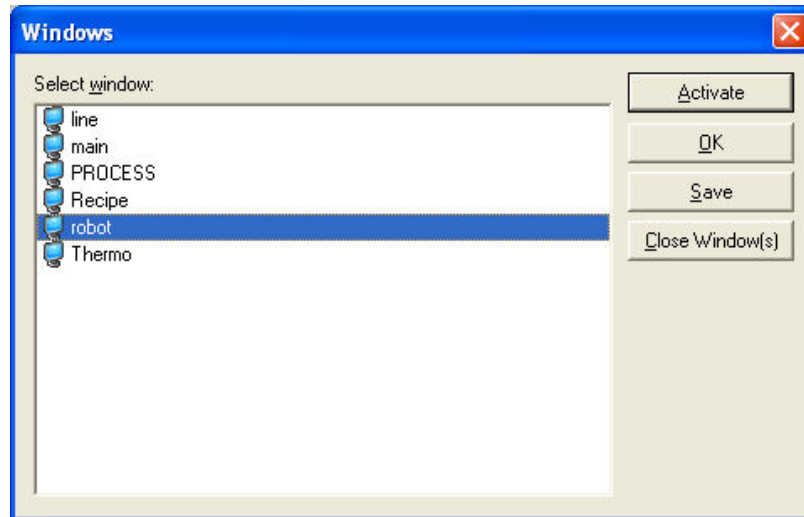 Windows
Select window:
line
main
PROCESS
Recipe
robot
Thermo
Activate
OK
Save
Close Window(s)